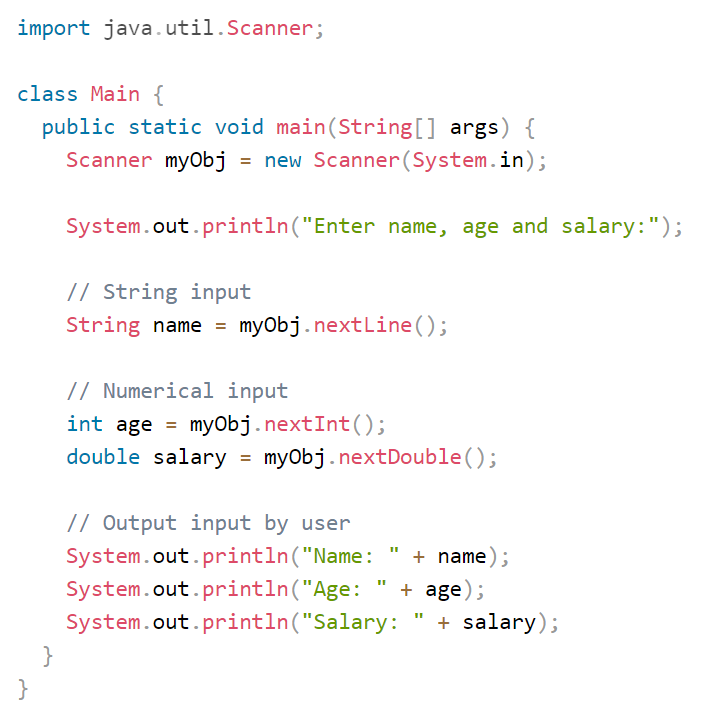 import java.util.Scanner;

class Main {
  public static void main(String[] args) {
    Scanner myObj = new Scanner(System.in);

    System.out.println("Enter name, age and salary:");

    // String input
    String name = myObj.nextLine();

    // Numerical input
    int age = myObj.nextInt();
    double salary = myObj.nextDouble();

    // Output input by user
    System.out.println("Name: " + name);
    System.out.println("Age: " + age);
    System.out.println("Salary: " + salary);
  }
}